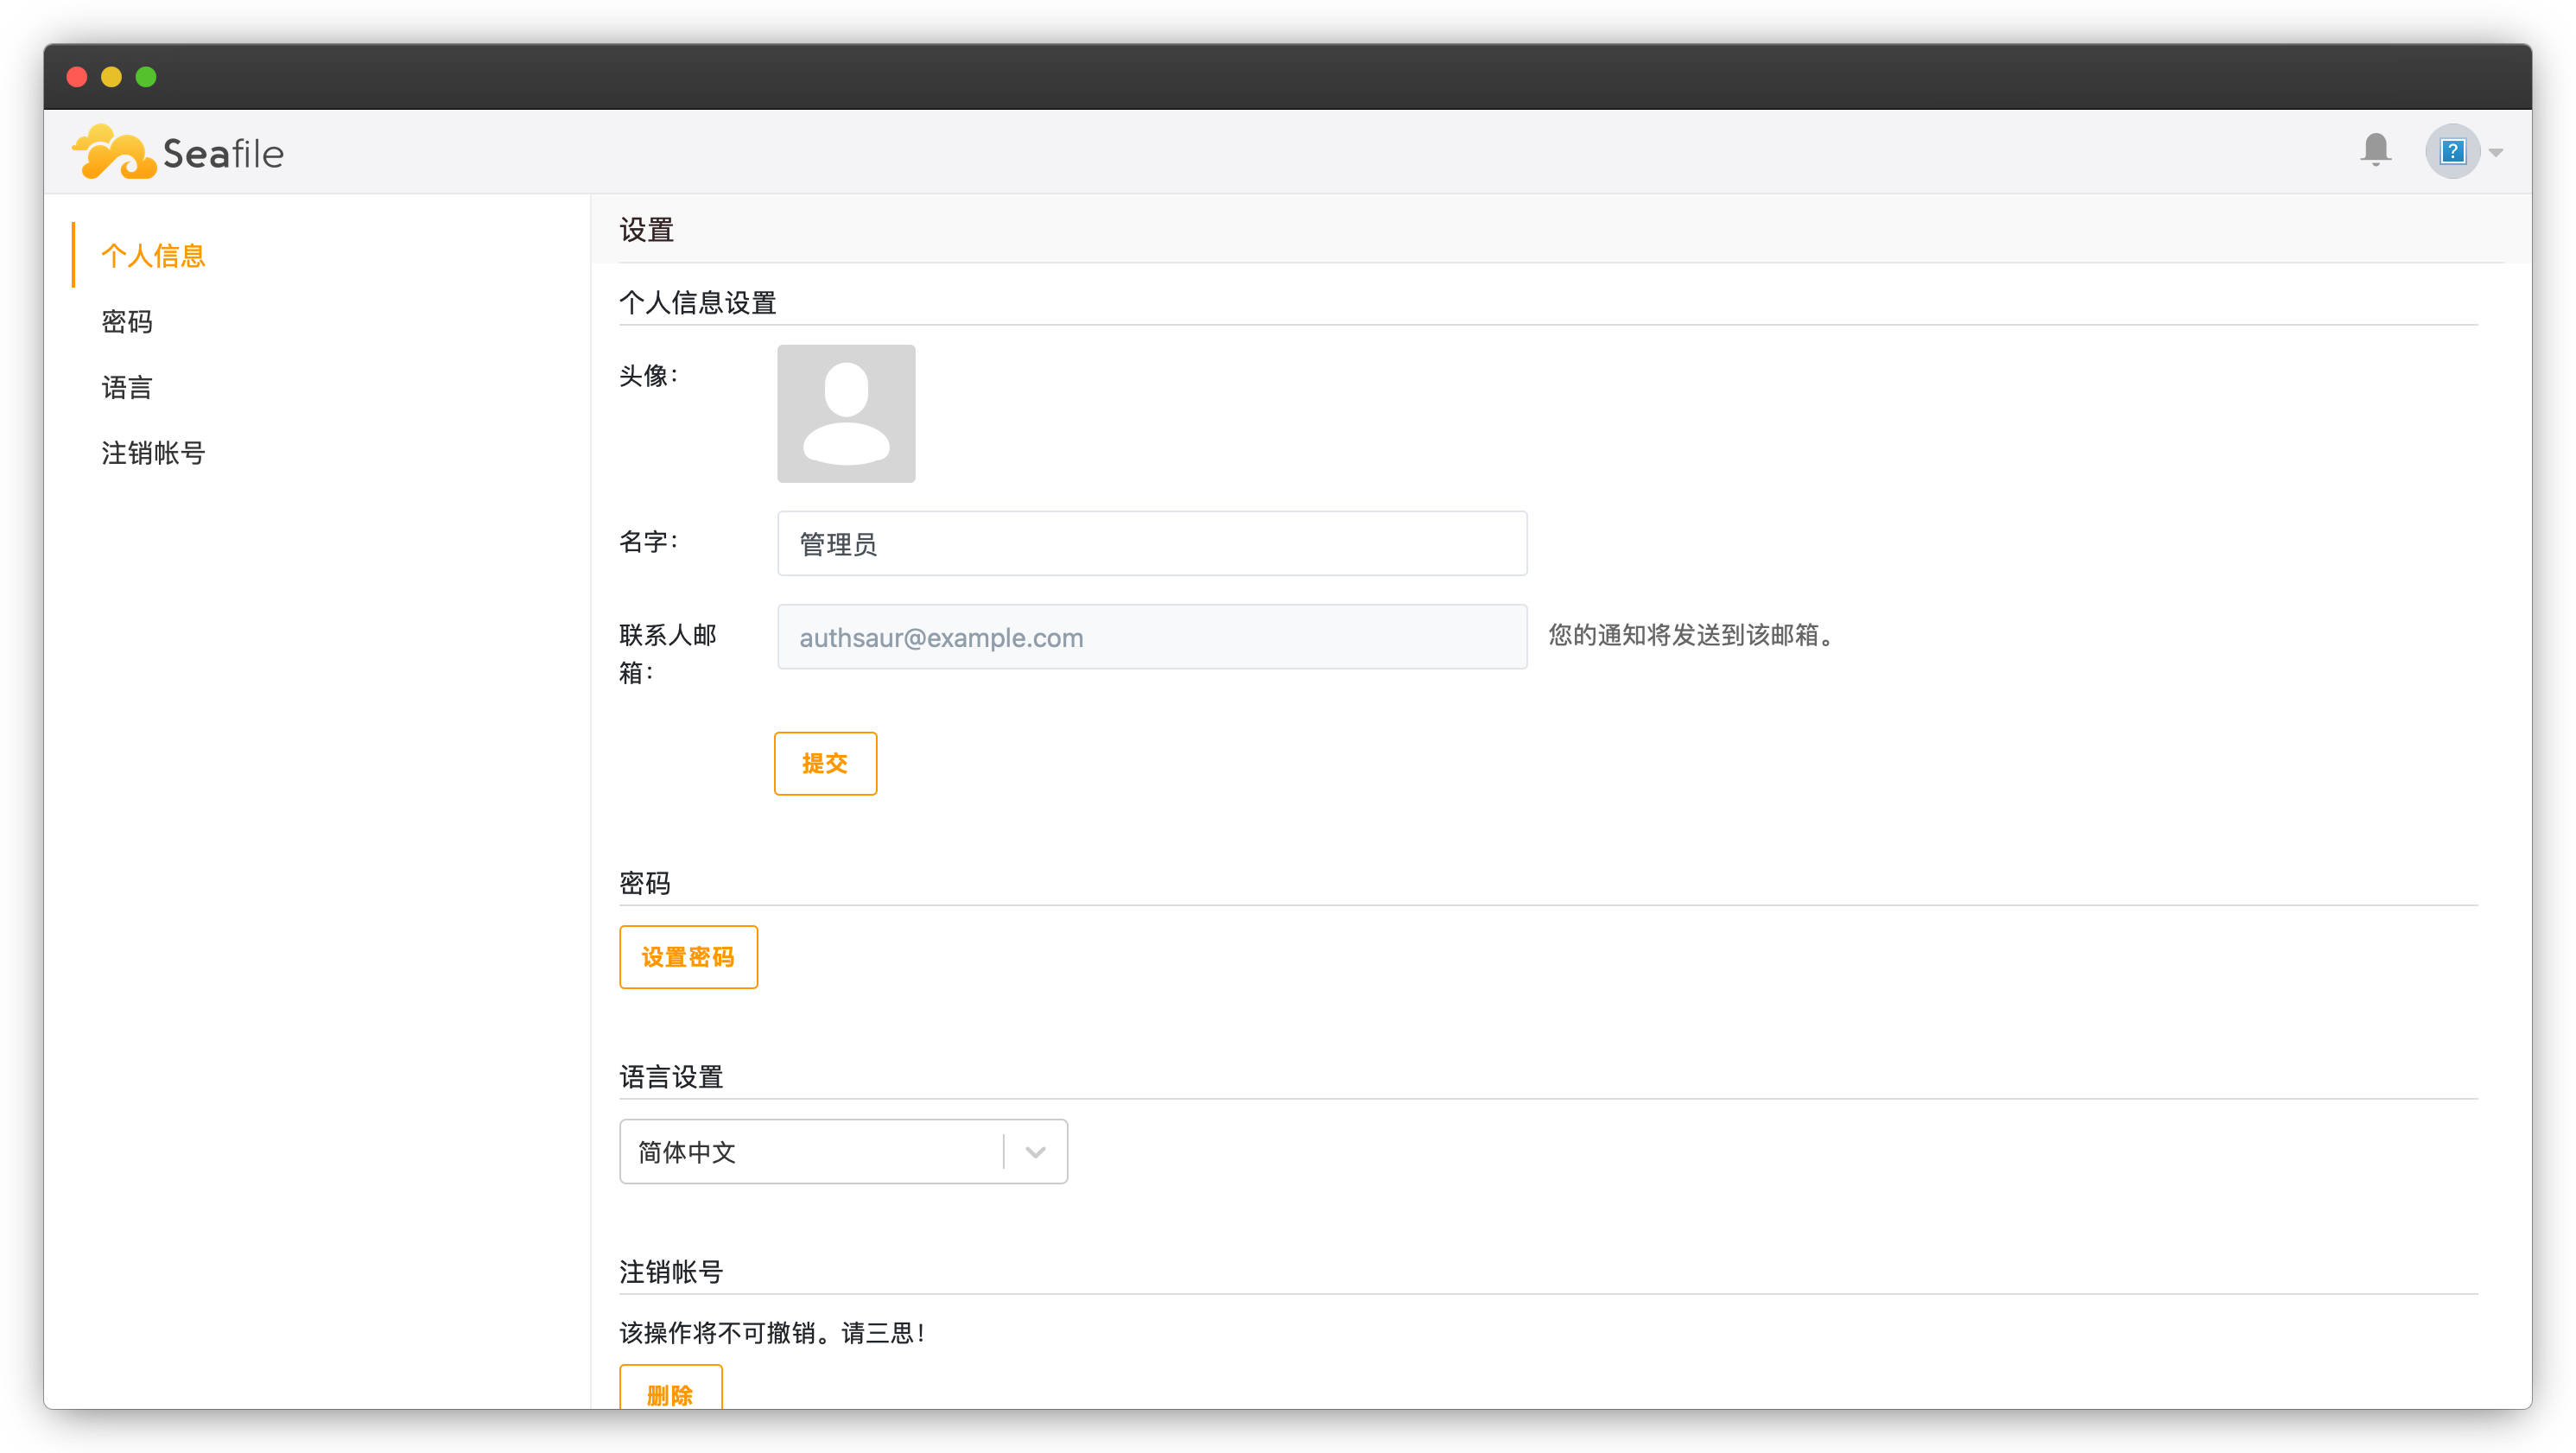 Seafile
?
个人信息
密码
语言
注销帐号
设置
个人信息设置
头像：
名字：
管理员
联系人邮
箱：
authsaur@example.com
您的通知将发送到该邮箱。
提交
密码
设置密码
语言设置
简体中文
注销帐号
该操作将不可撤销。请三思！
删除